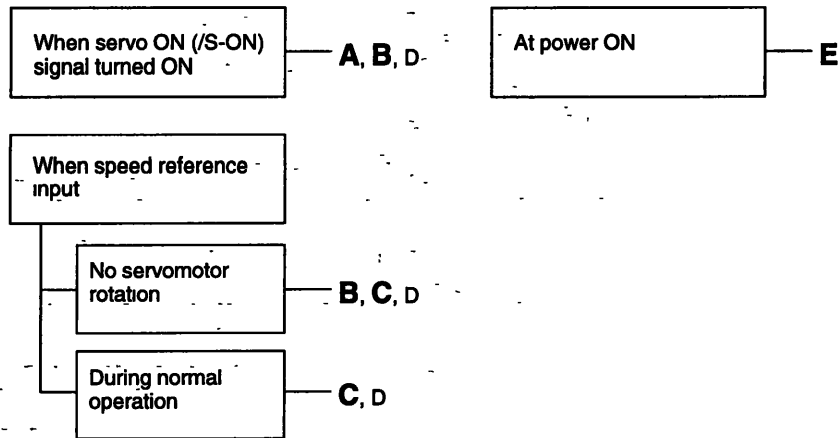 When servo ON (/S-ON)
signal turned ON
A, B, D
At power ON
E
When speed reference
input
No servomotor
rotation
B, C, D
During normal
operation
C, D